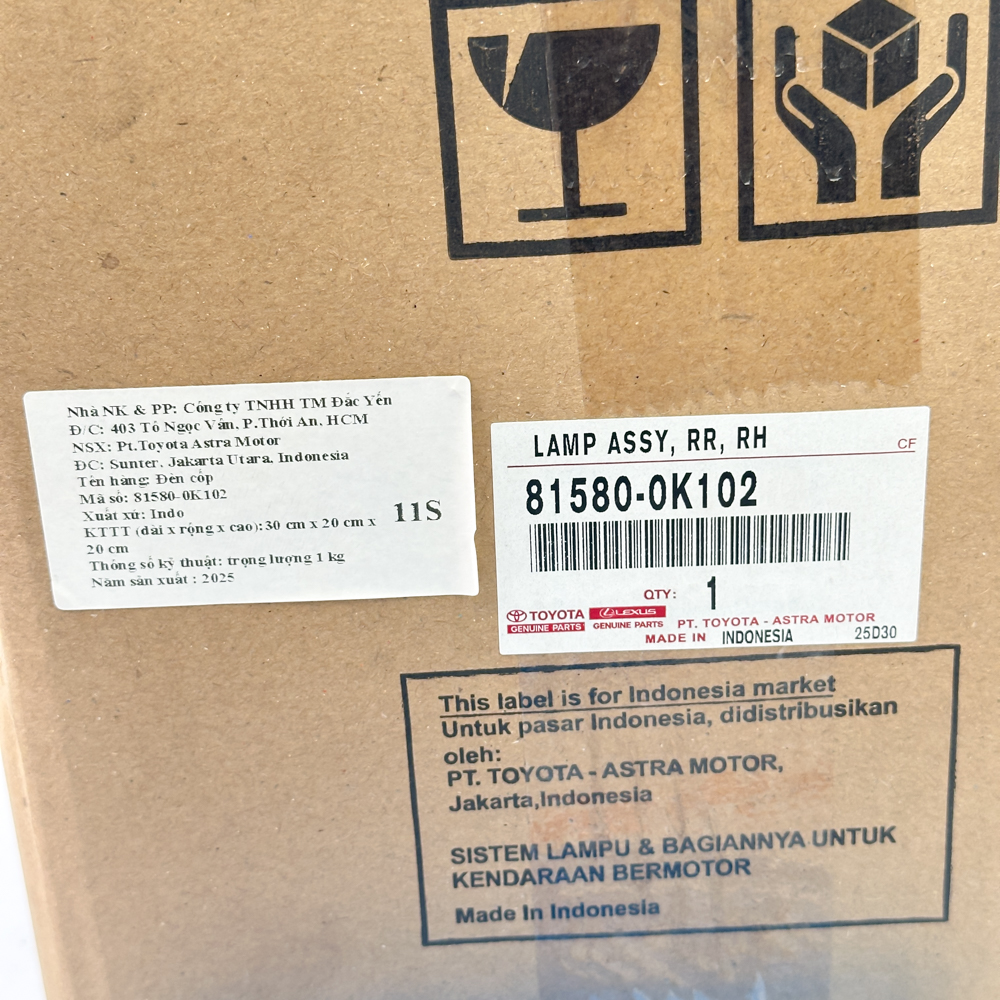 Nhà NK & PP: Công ty TNHH TM Đắc Yến
Đ/C: 403 Tô Ngọc Vân, P.Thới An, HCM
NSX: Pt.Toyota Astra Motor
ĐC: Sunter, Jakarta Utara, Indonesia
Tên hàng: Đèn cốp
Mã số: 81580-0K102
Xuất xứ: Indo
KTTT (dài x rộng x cao): 30 cm x 20 cm x
20 cm
Thông số kỹ thuật: trọng lượng 1 kg
Năm sản xuất : 2025
11S
LAMP ASSY, RR, RH
CF
81580-0K102
QTY: 1
TOYOTA
GENUINE PARTS
LEXUS
GENUINE PARTS
PT. TOYOTA - ASTRA MOTOR
MADE IN INDONESIA
25D30
This label is for Indonesia market
Untuk pasar Indonesia, didistribusikan
oleh:
PT. TOYOTA - ASTRA MOTOR,
Jakarta,Indonesia
SISTEM LAMPU & BAGIANNYA UNTUK
KENDARAAN BERMOTOR
Made In Indonesia